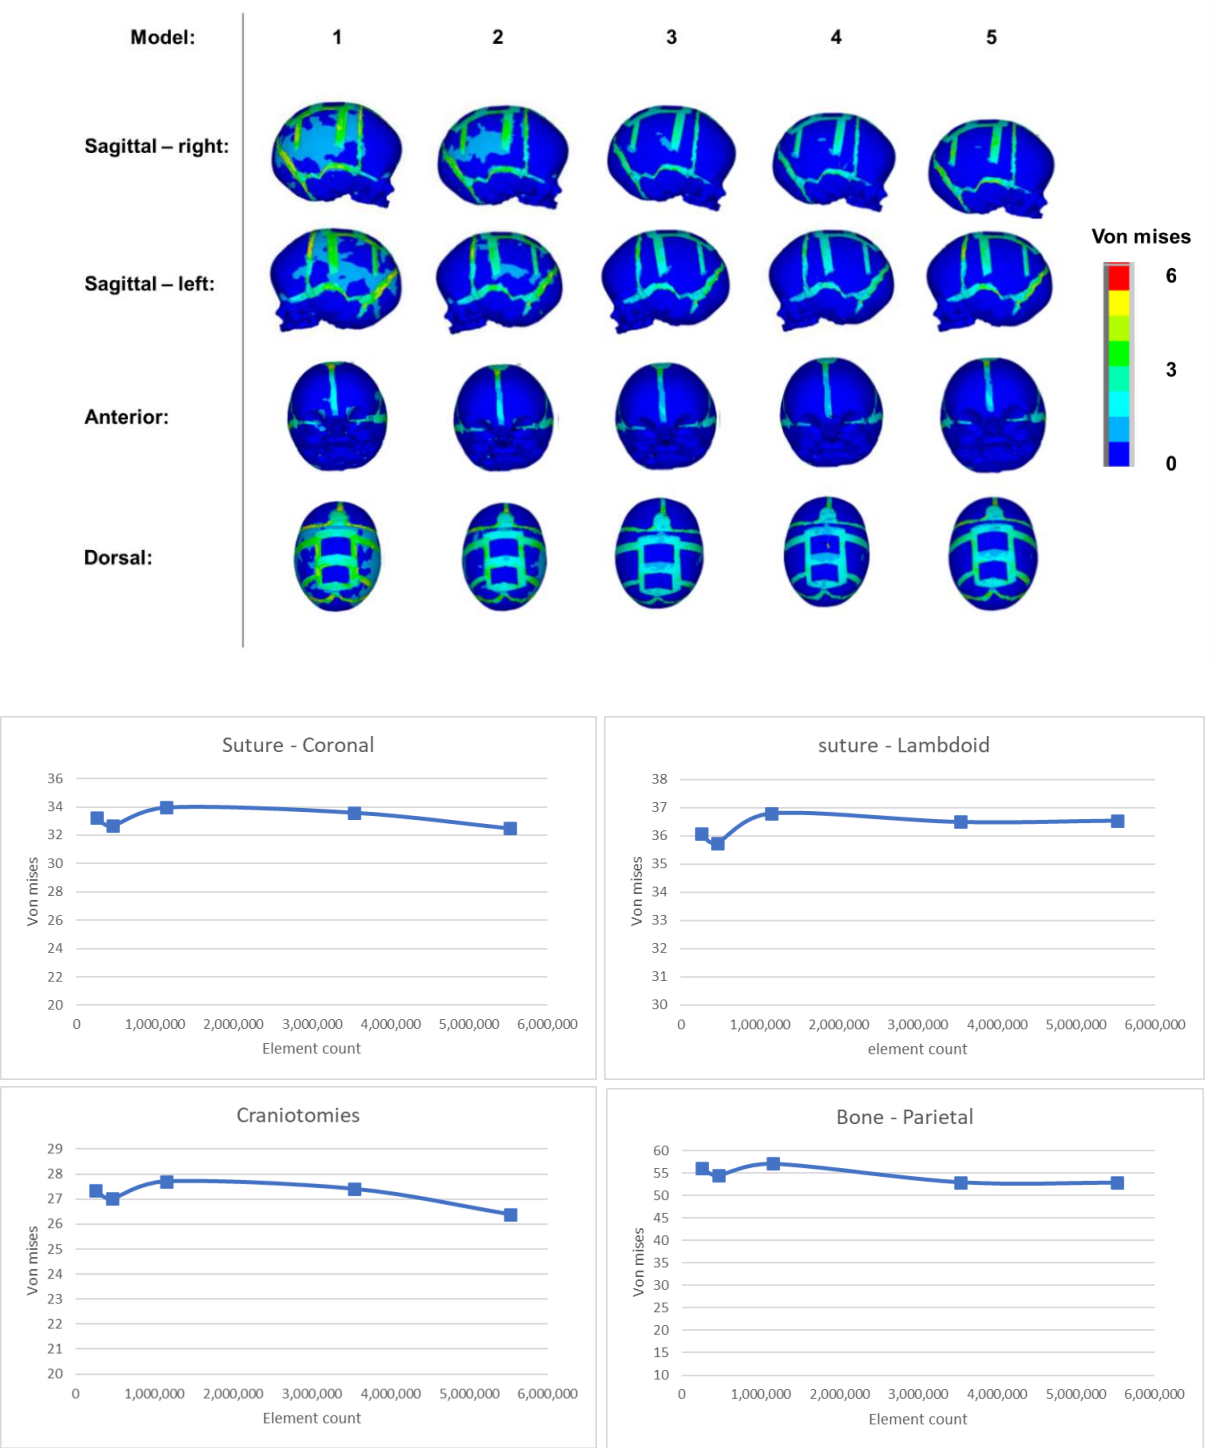 Model: 1 2 3 4 5
Sagittal – right:
Sagittal – left:
Anterior:
Dorsal:
Von mises
6
3
0
Suture - Coronal
36
34
32
30
28
26
24
22
20
Von mises
0 1,000,000 2,000,000 3,000,000 4,000,000 5,000,000 6,000,000
Element count
suture - Lambdoid
38
37
36
35
34
33
32
31
30
Von mises
0 1,000,000 2,000,000 3,000,000 4,000,000 5,000,000 6,000,000
element count
Craniotomies
29
28
27
26
25
24
23
22
21
20
Von mises
0 1,000,000 2,000,000 3,000,000 4,000,000 5,000,000 6,000,000
Element count
Bone - Parietal
60
55
50
45
40
35
30
25
20
15
10
Von mises
0 1,000,000 2,000,000 3,000,000 4,000,000 5,000,000 6,000,000
Element count